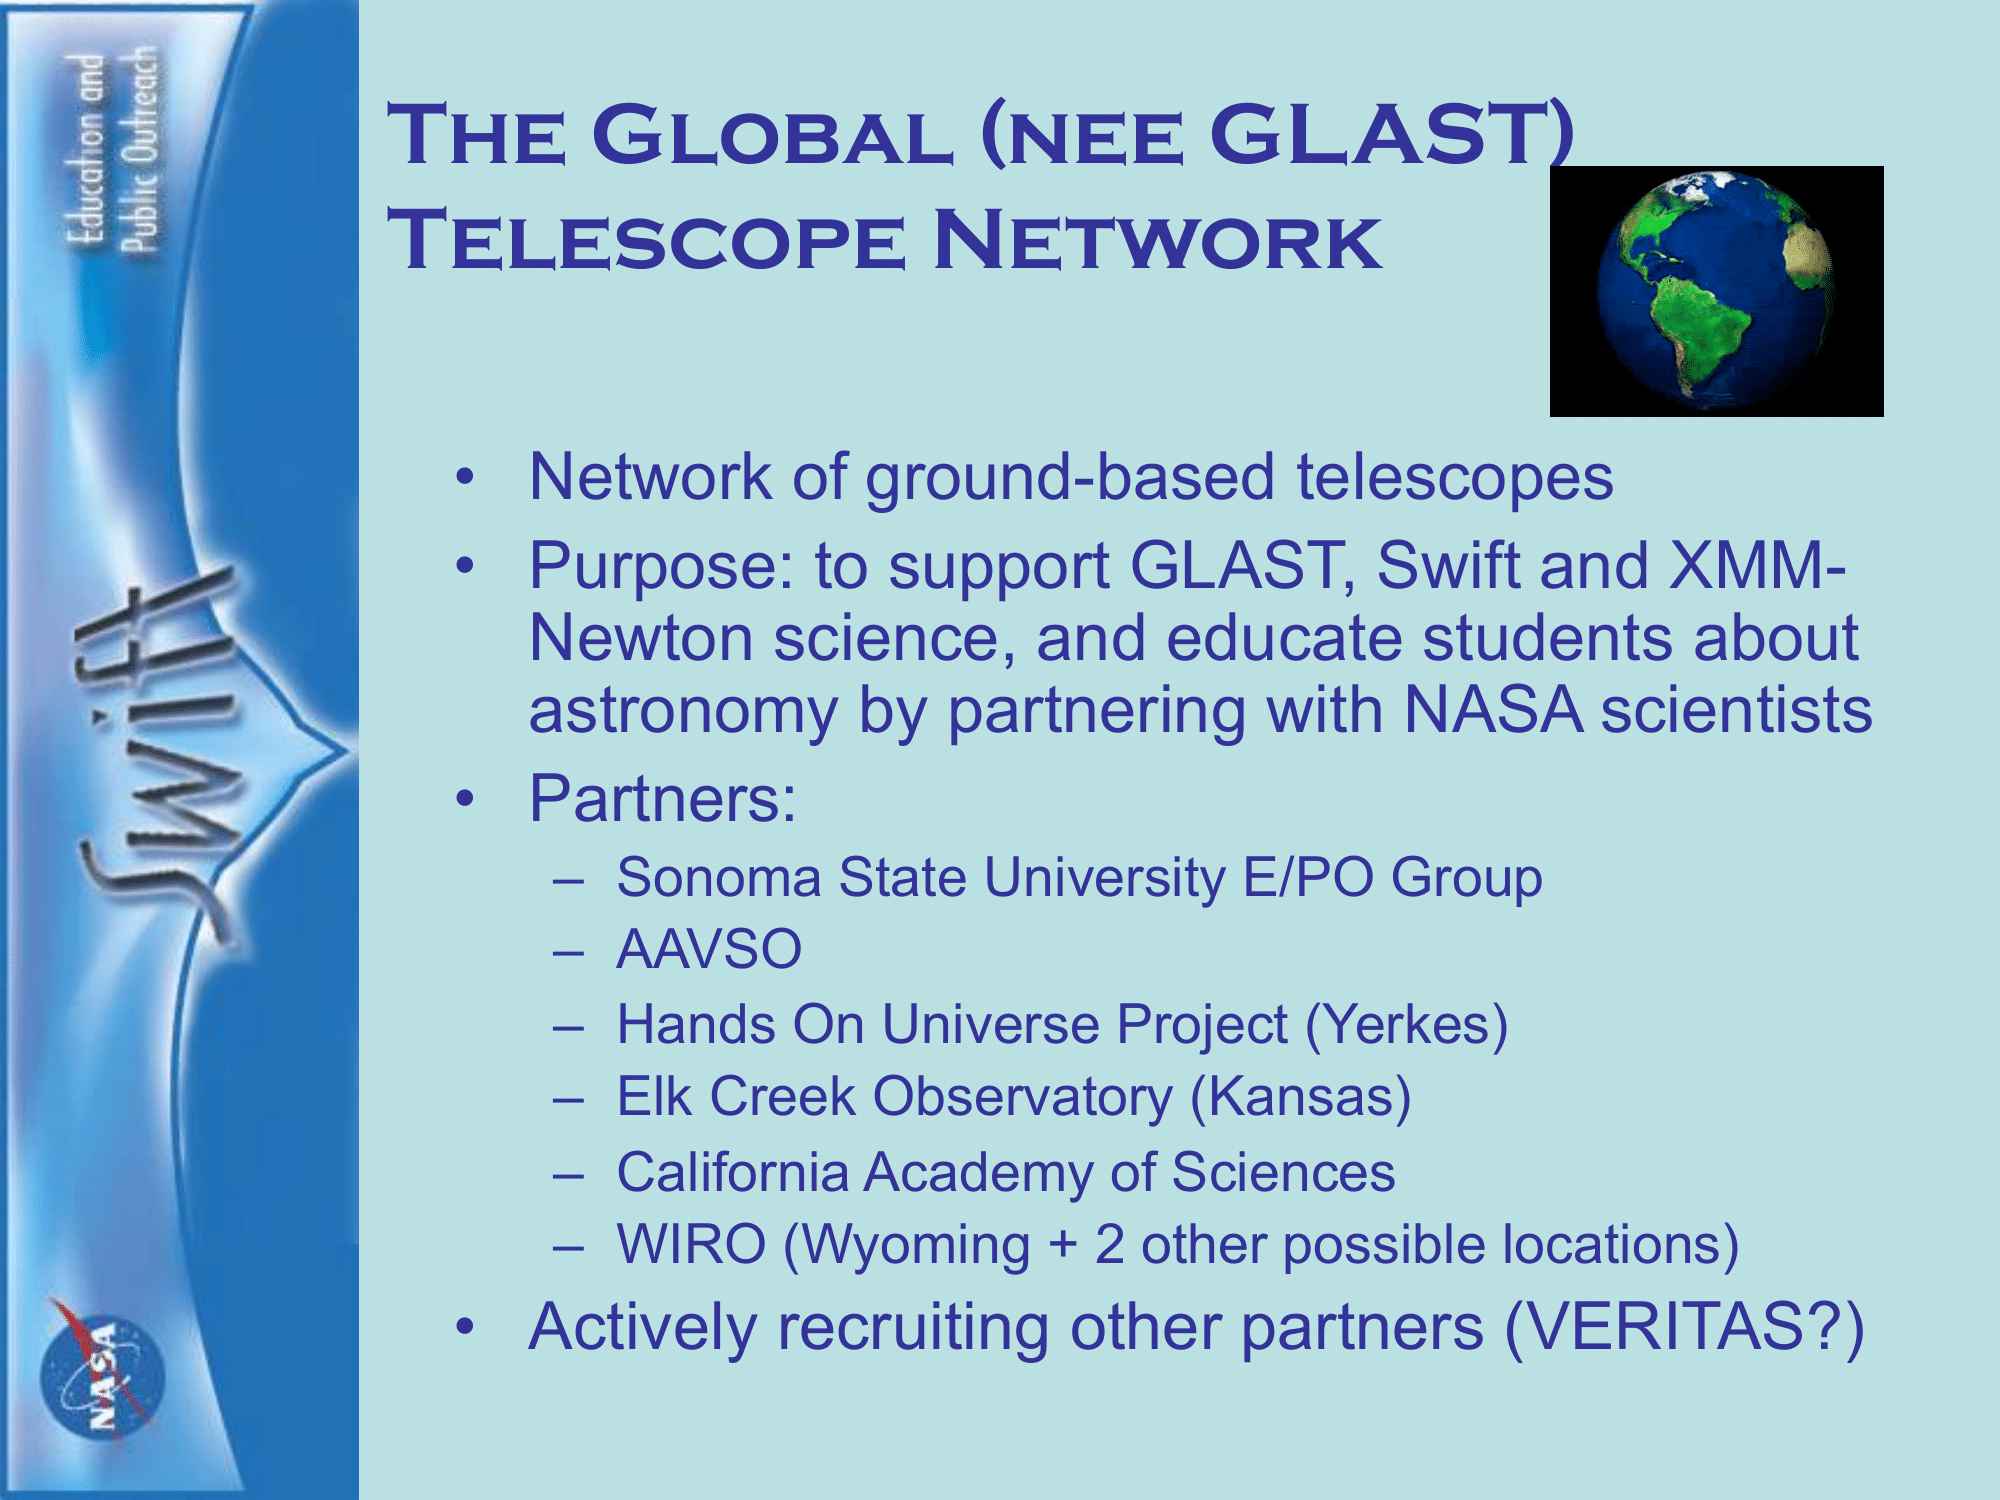 Education and
Public Outreach
Swift
NASA
The Global (nee GLAST)
Telescope Network
• Network of ground-based telescopes
• Purpose: to support GLAST, Swift and XMM-
Newton science, and educate students about
astronomy by partnering with NASA scientists
• Partners:
– Sonoma State University E/PO Group
– AAVSO
– Hands On Universe Project (Yerkes)
– Elk Creek Observatory (Kansas)
– California Academy of Sciences
– WIRO (Wyoming + 2 other possible locations)
• Actively recruiting other partners (VERITAS?)